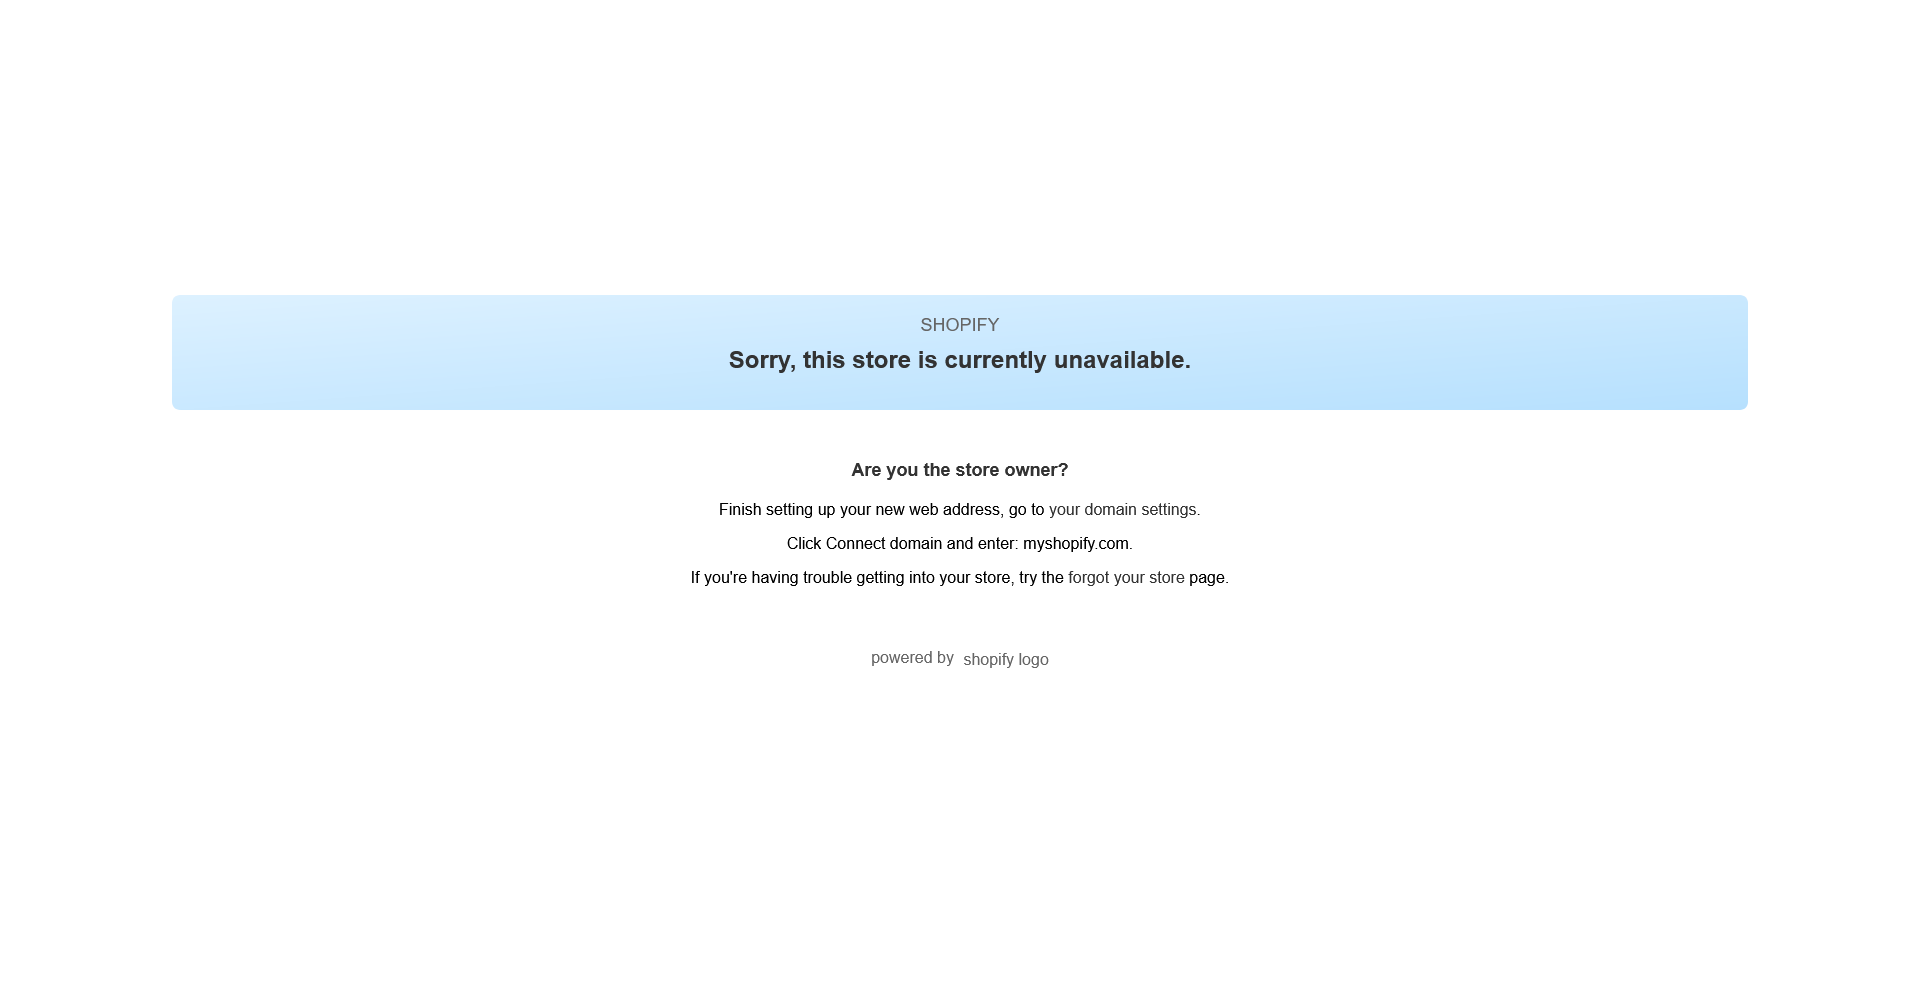 SHOPIFY
Sorry, this store is currently unavailable.
Are you the store owner?
Finish setting up your new web address, go to your domain settings.
Click Connect domain and enter: myshopify.com.
If you're having trouble getting into your store, try the forgot your store page.
powered by shopify logo